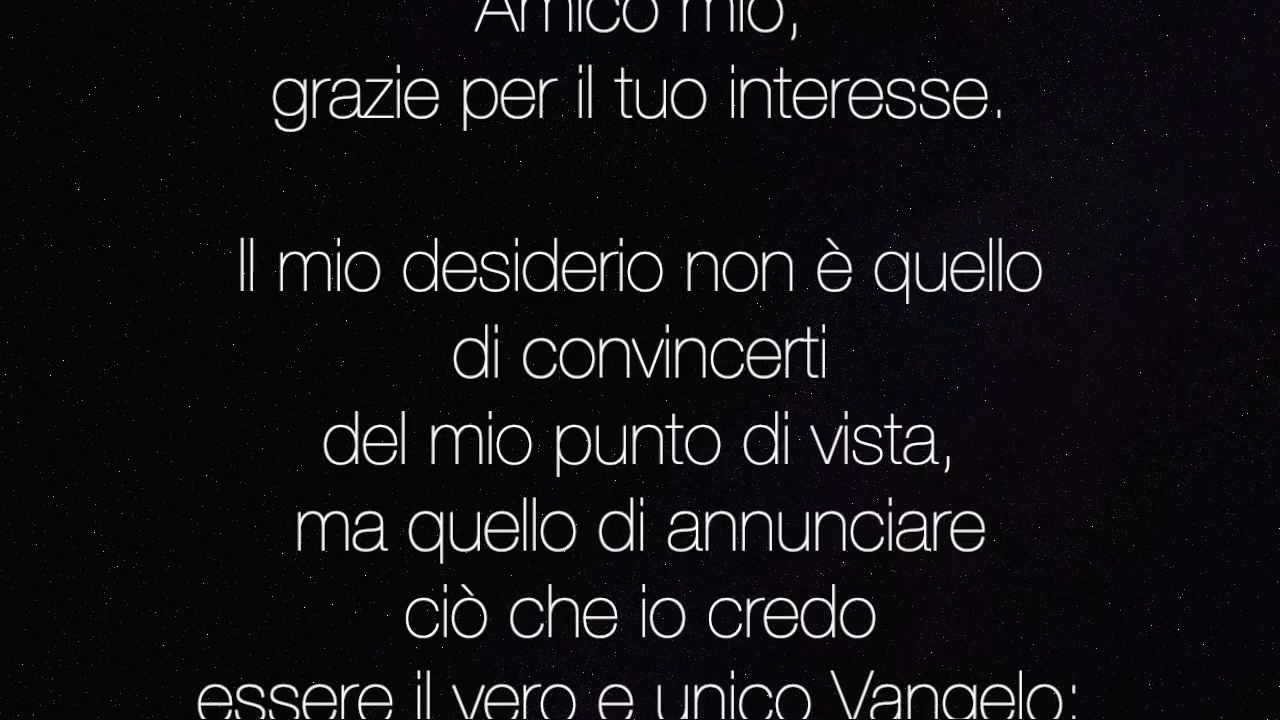 Amico mio,
grazie per il tuo interesse.
Il mio desiderio non è quello
di convincerti
del mio punto di vista,
ma quello di annunciare
ciò che io credo
essere il vero e unico Vangelo: